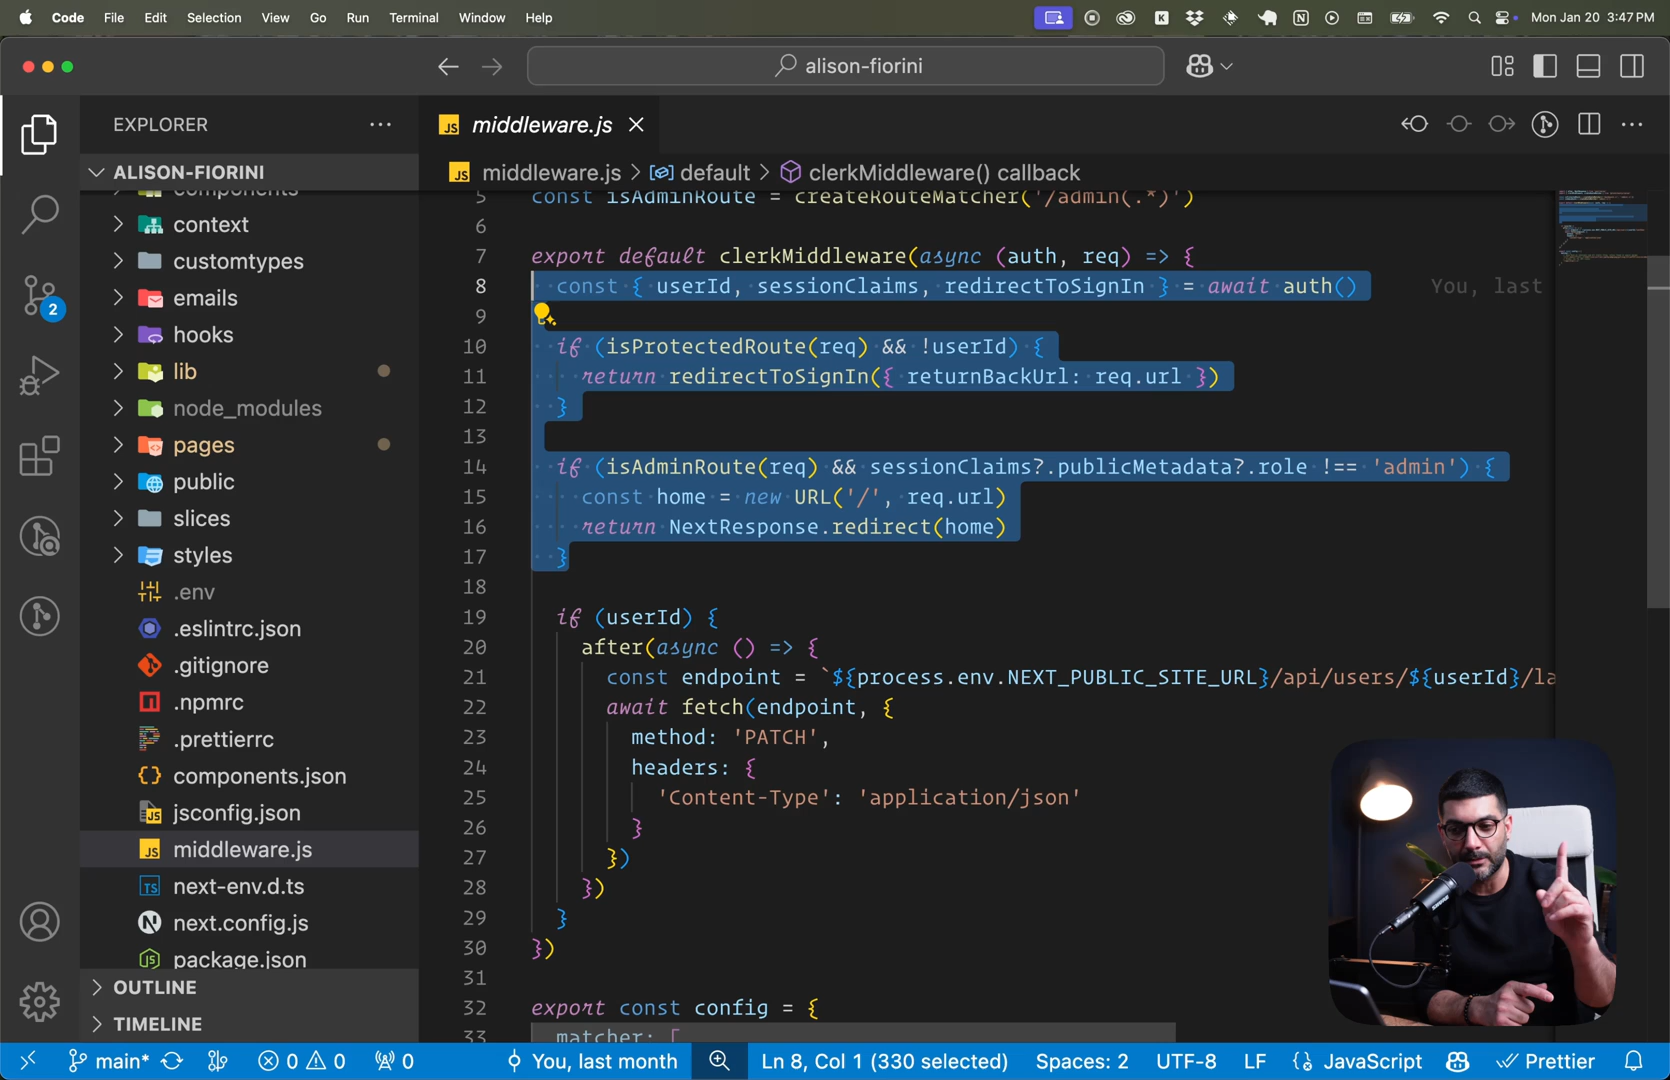 Code File Edit Selection View Go Run Terminal Window Help Mon Jan 20 3:47 PM
alison-fiorini
EXPLORER
ALISON-FIORINI
components
context
customtypes
emails
hooks
lib
node_modules
pages
public
slices
styles
.env
.eslintrc.json
.gitignore
.npmrc
.prettierrc
components.json
jsconfig.json
middleware.js
next-env.d.ts
next.config.js
package.json
OUTLINE
TIMELINE
2
JS middleware.js
JS middleware.js > default > clerkMiddleware() callback
5 const isAdminRoute = createRouteMatcher('/admin(.*)')
6
7 export default clerkMiddleware(async (auth, req) => {
8 const { userId, sessionClaims, redirectToSignIn } = await auth() You, last
9
10 if (isProtectedRoute(req) && !userId) {
11 return redirectToSignIn({ returnBackUrl: req.url })
12 }
13
14 if (isAdminRoute(req) && sessionClaims?.publicMetadata?.role !== 'admin') {
15 const home = new URL('/', req.url)
16 return NextResponse.redirect(home)
17 }
18
19 if (userId) {
20 after(async () => {
21 const endpoint = `${process.env.NEXT_PUBLIC_SITE_URL}/api/users/${userId}/la
22 await fetch(endpoint, {
23 method: 'PATCH',
24 headers: {
25 'Content-Type': 'application/json'
26 }
27 })
28 })
29 }
30 })
31
32 export const config = {
33 matcher: [
main* 0 0 0 You, last month Ln 8, Col 1 (330 selected) Spaces: 2 UTF-8 LF {} JavaScript Prettier